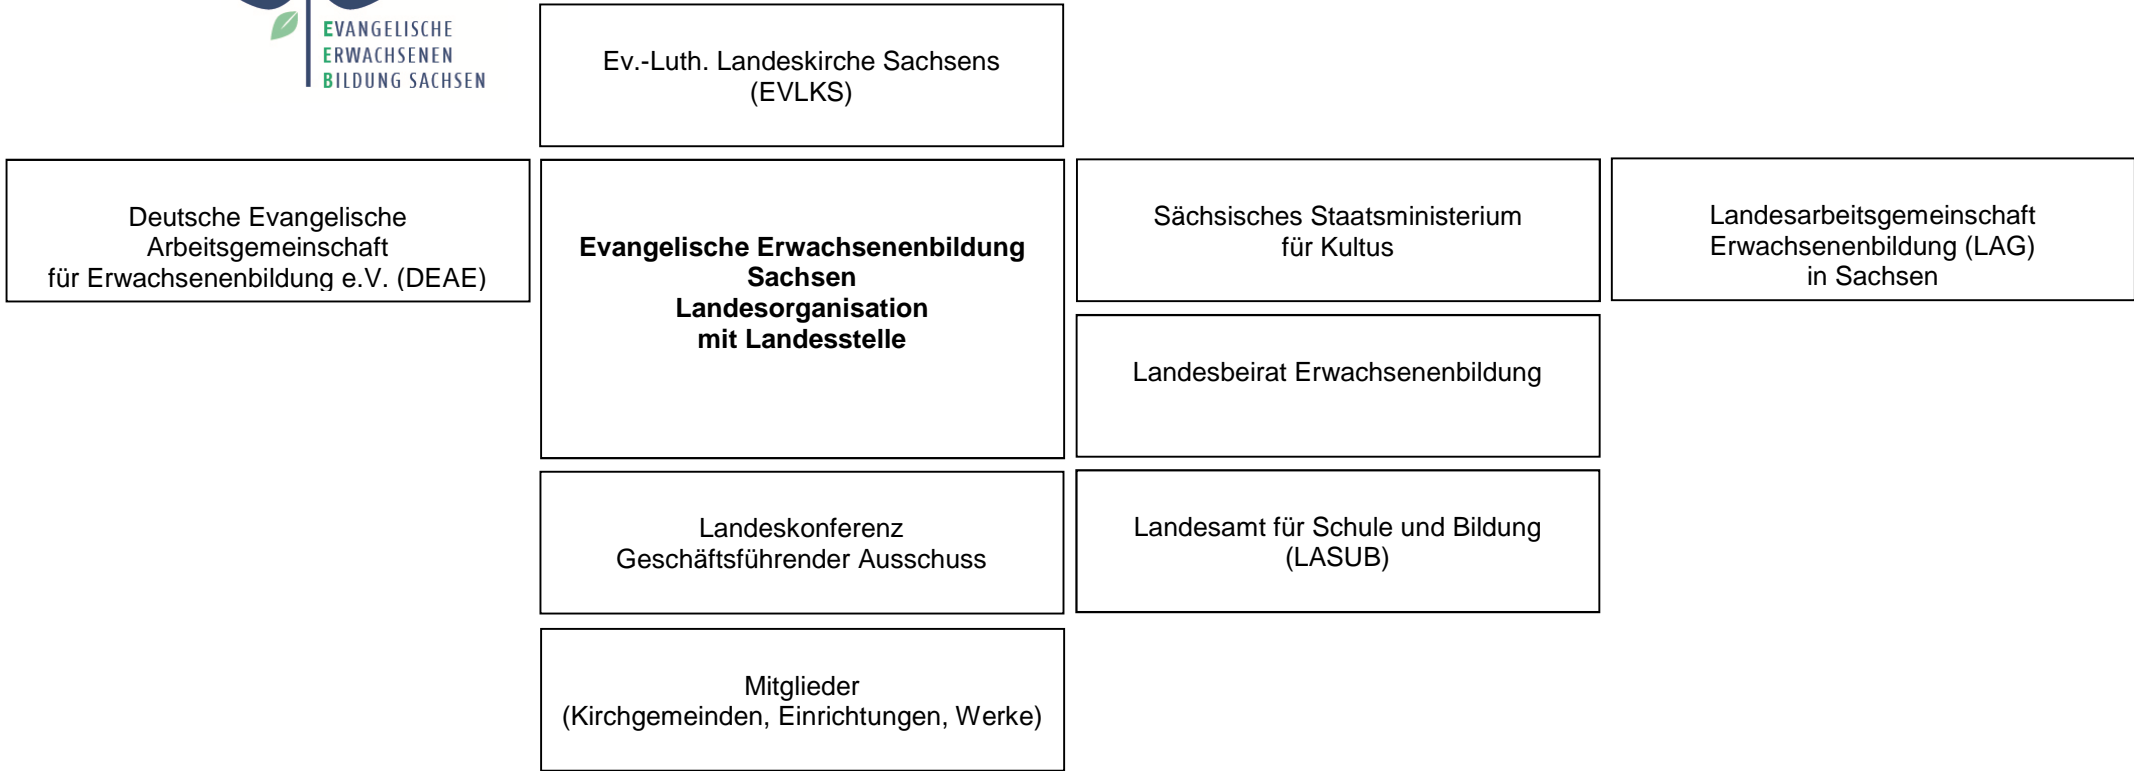 EVANGELISCHE
ERWACHSENEN
BILDUNG SACHSEN
Ev.-Luth. Landeskirche Sachsens
(EVLKS)
Deutsche Evangelische
Arbeitsgemeinschaft
für Erwachsenenbildung e.V. (DEAE)
Evangelische Erwachsenenbildung
Sachsen
Landesorganisation
mit Landesstelle
Sächsisches Staatsministerium
für Kultus
Landesarbeitsgemeinschaft
Erwachsenenbildung (LAG)
in Sachsen
Landesbeirat Erwachsenenbildung
Landeskonferenz
Geschäftsführender Ausschuss
Landesamt für Schule und Bildung
(LASUB)
Mitglieder
(Kirchgemeinden, Einrichtungen, Werke)